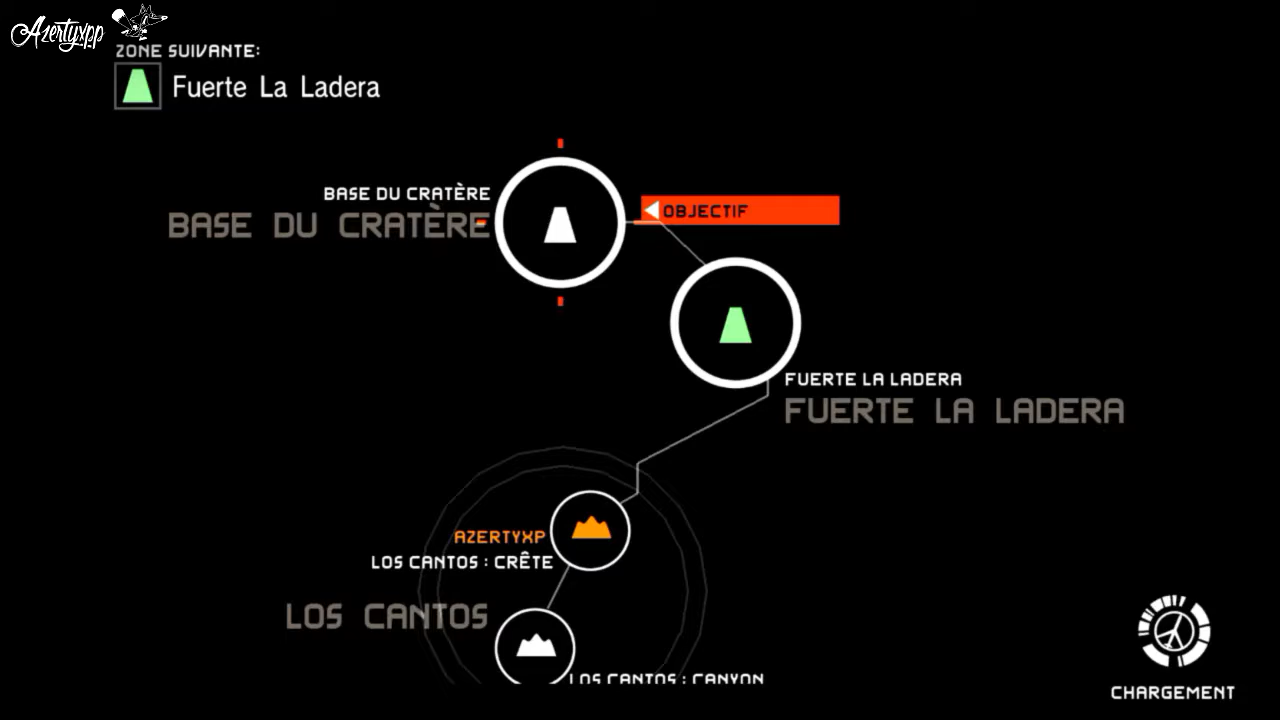 Azertyxpp
ZONE SUIVANTE:
Fuerte La Ladera
BASE DU CRATÈRE
BASE DU CRATÈRE
OBJECTIF
FUERTE LA LADERA
FUERTE LA LADERA
AZERTYXP
LOS CANTOS : CRÊTE
LOS CANTOS
LOS CANTOS : CANYON
CHARGEMENT